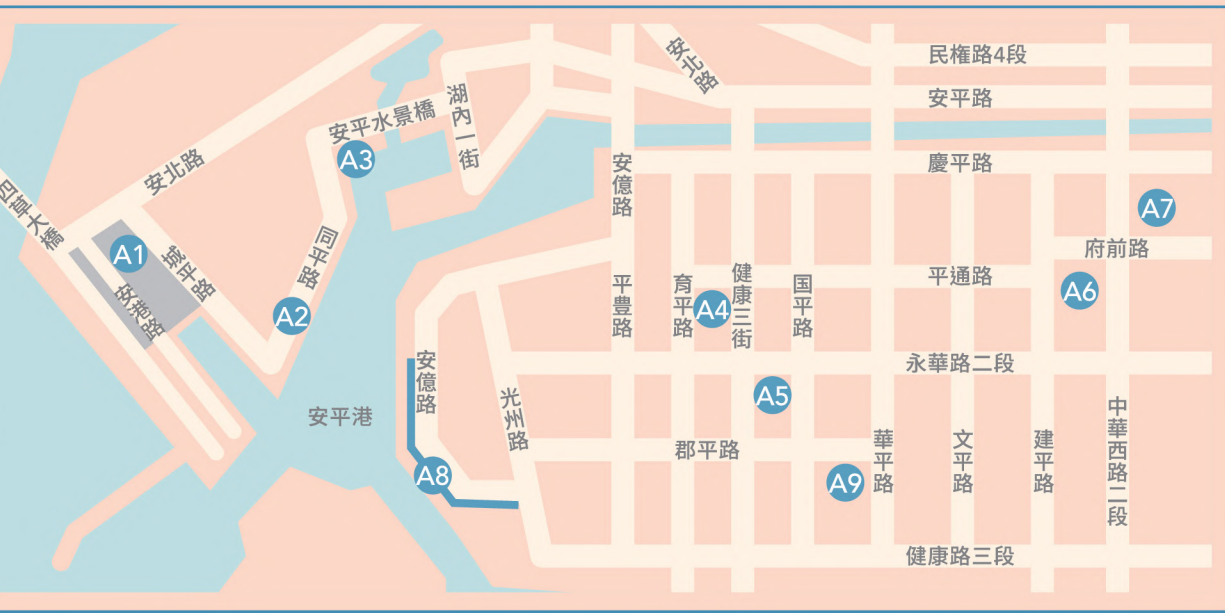 民権路4段
安北路
安平路
湖內一街
安平水景橋
A3
慶平路
安北路
安億路
四草大橋
A7
同平路
府前路
A1
城平路
平通路
A6
安港路
A2
平豊路
育平路
A4
健康三街
国平路
永華路二段
安億路
光州路
A5
安平港
中華西路二段
郡平路
華平路
文平路
建平路
A8
A9
健康路三段